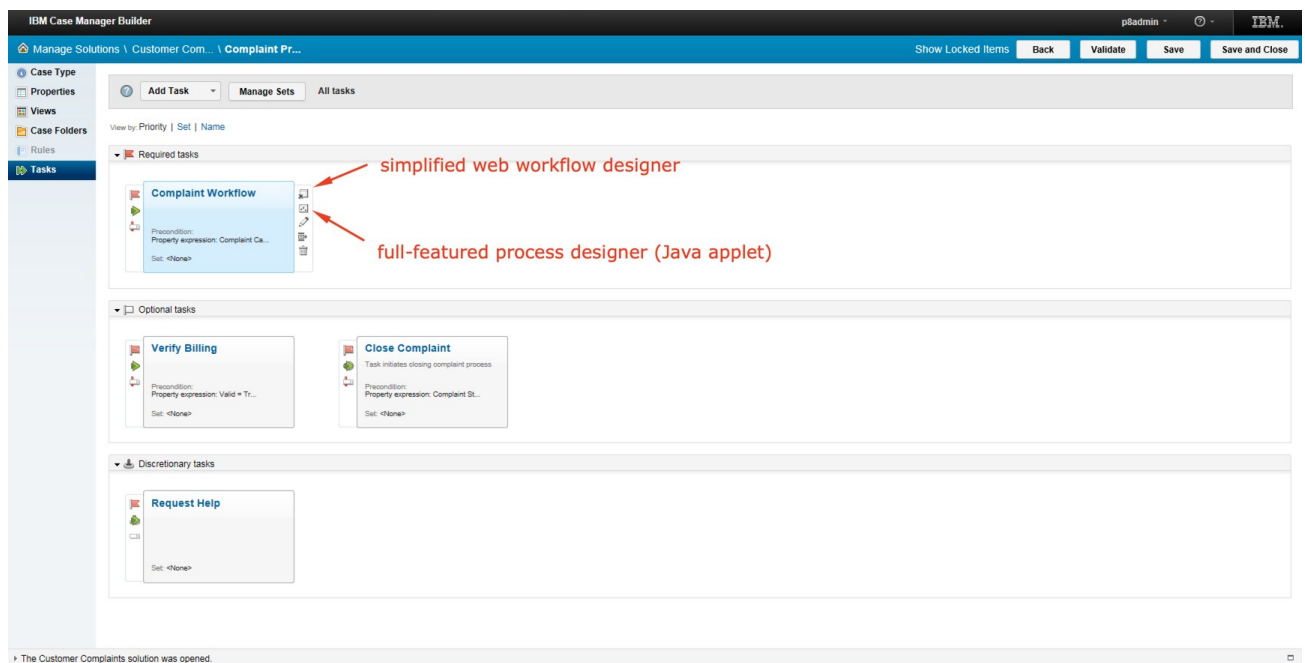 IBM Case Manager Builder
p8admin
IBM.
Manage Solutions \ Customer Com... \ Complaint Pr...
Show Locked Items
Back
Validate
Save
Save and Close
Case Type
Properties
Views
Case Folders
Rules
Tasks
Add Task
Manage Sets
All tasks
View by: Priority | Set | Name
Required tasks
simplified web workflow designer
Complaint Workflow
Precondition:
Property expression: Complaint Ca...
Set: <None>
full-featured process designer (Java applet)
Optional tasks
Verify Billing
Precondition:
Property expression: Valid = Tr...
Set: <None>
Close Complaint
Task initiates closing complaint process
Precondition:
Property expression: Complaint St...
Set: <None>
Discretionary tasks
Request Help
Set: <None>
The Customer Complaints solution was opened.